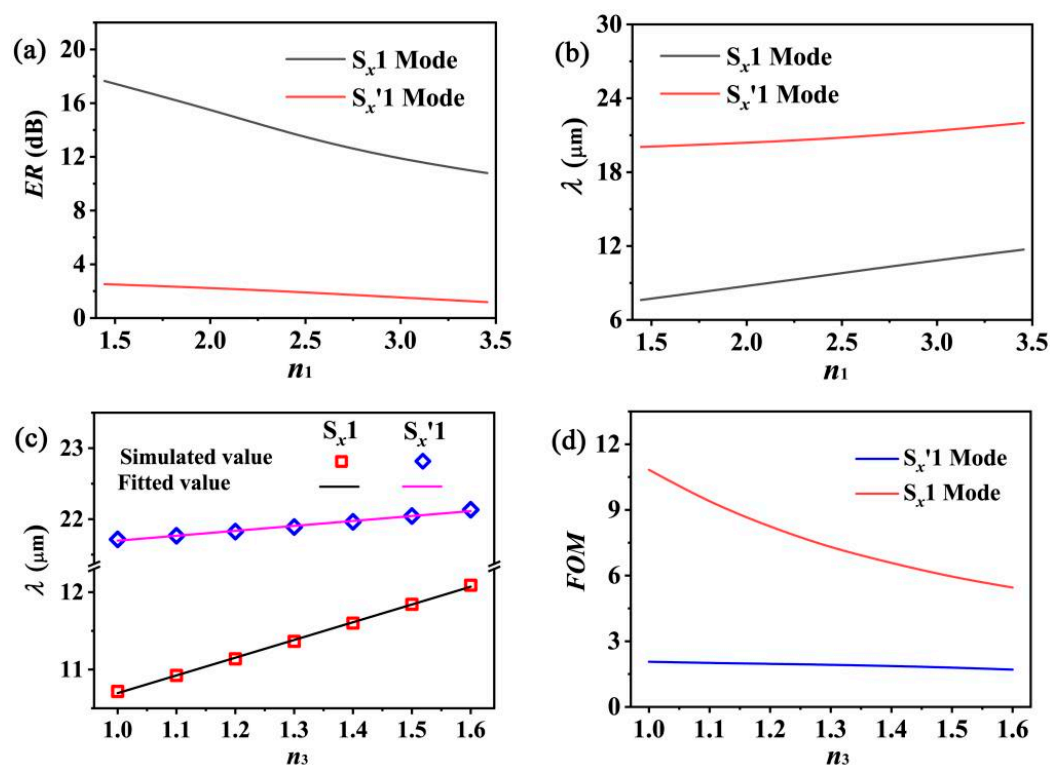 (a)
20
16
12
8
4
0
ER (dB)
Sx1 Mode
Sx'1 Mode
1.5 2.0 2.5 3.0 3.5
n1
(b)
30
24
18
12
6
λ (μm)
Sx1 Mode
Sx'1 Mode
1.5 2.0 2.5 3.0 3.5
n1
(c)
23
22
12
11
λ (μm)
Sx1 Sx'1
Simulated value
Fitted value
1.0 1.1 1.2 1.3 1.4 1.5 1.6
n3
(d)
12
9
6
3
0
FOM
Sx'1 Mode
Sx1 Mode
1.0 1.1 1.2 1.3 1.4 1.5 1.6
n3